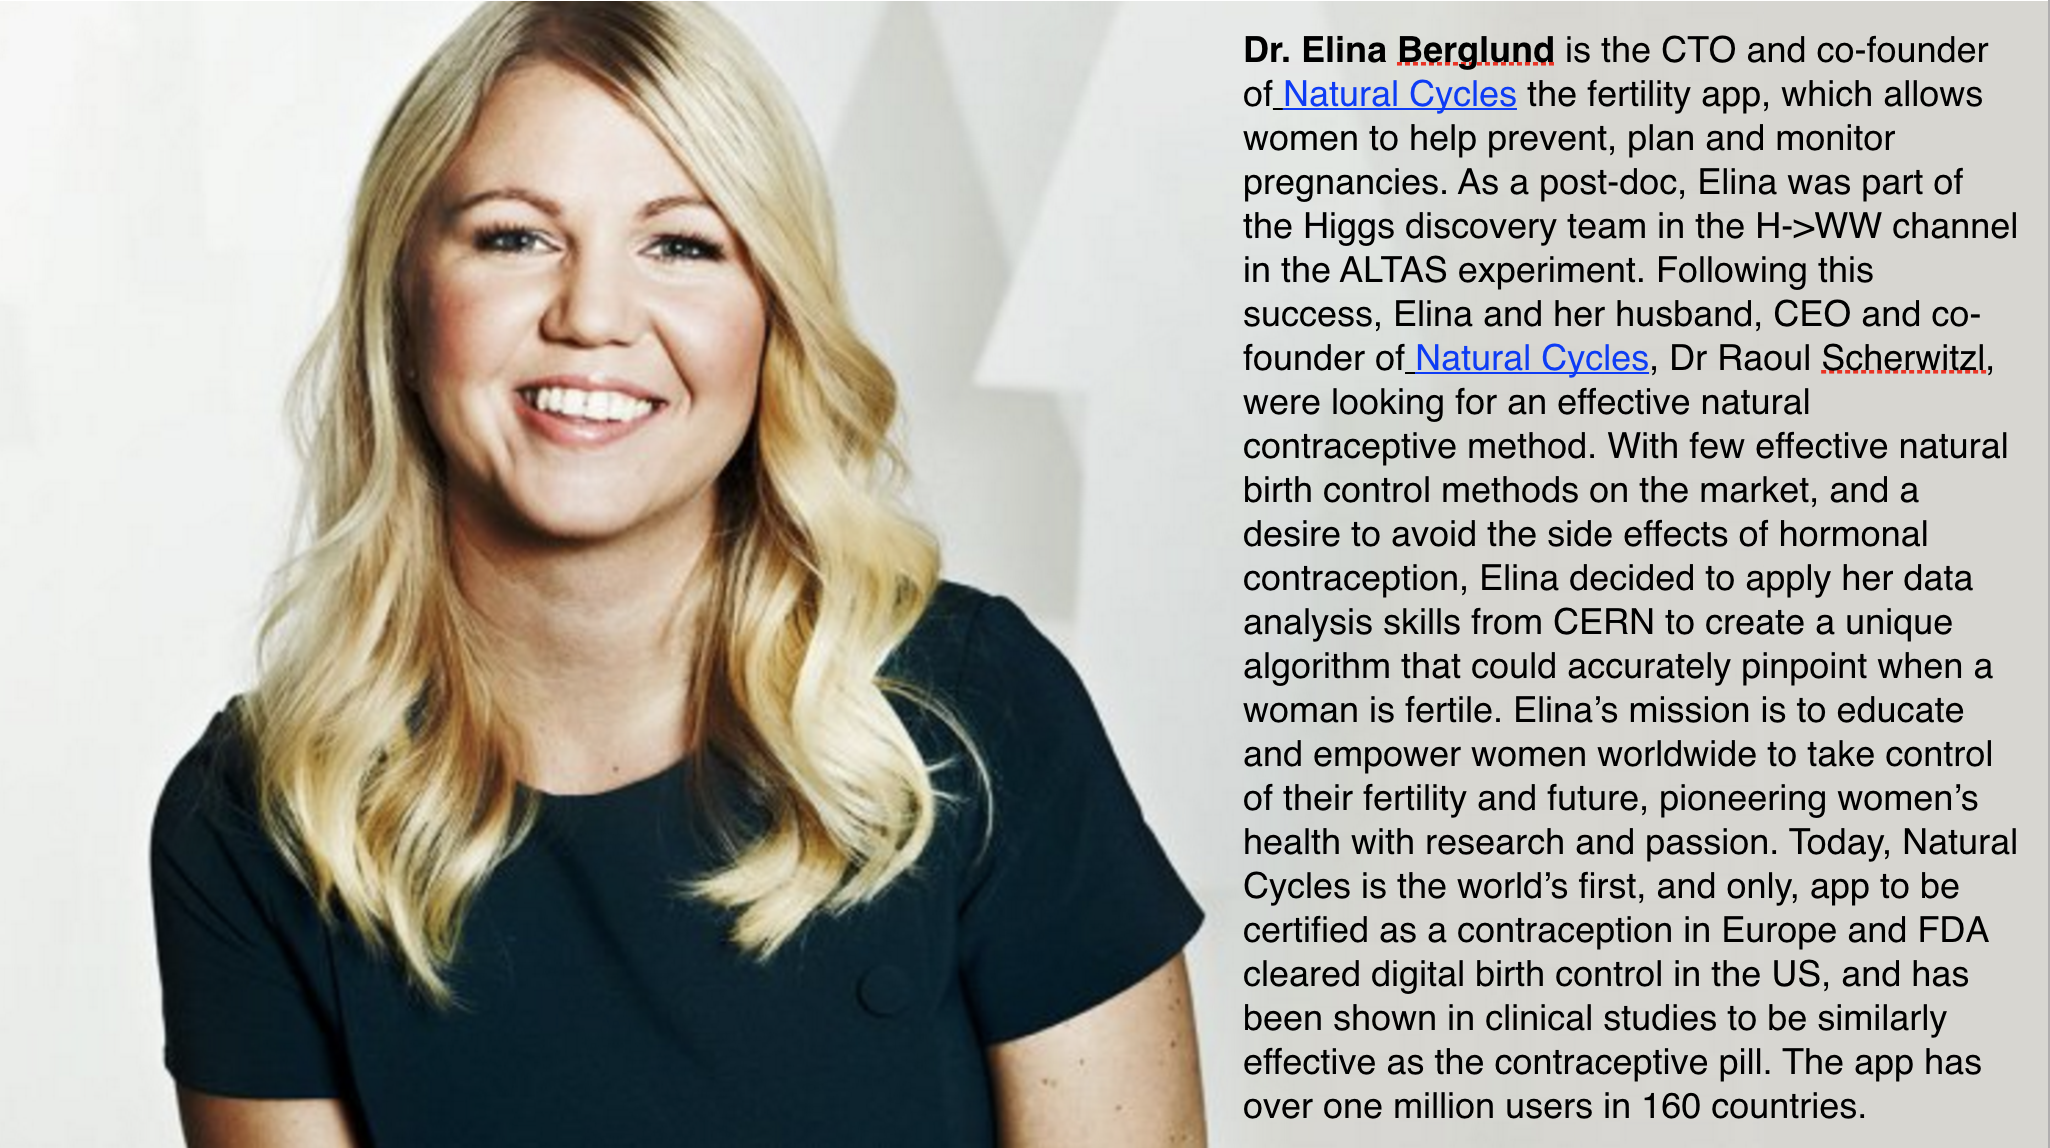 Dr. Elina Berglund is the CTO and co-founder
of Natural Cycles the fertility app, which allows
women to help prevent, plan and monitor
pregnancies. As a post-doc, Elina was part of
the Higgs discovery team in the H->WW channel
in the ALTAS experiment. Following this
success, Elina and her husband, CEO and co-
founder of Natural Cycles, Dr Raoul Scherwitzl,
were looking for an effective natural
contraceptive method. With few effective natural
birth control methods on the market, and a
desire to avoid the side effects of hormonal
contraception, Elina decided to apply her data
analysis skills from CERN to create a unique
algorithm that could accurately pinpoint when a
woman is fertile. Elina’s mission is to educate
and empower women worldwide to take control
of their fertility and future, pioneering women’s
health with research and passion. Today, Natural
Cycles is the world’s first, and only, app to be
certified as a contraception in Europe and FDA
cleared digital birth control in the US, and has
been shown in clinical studies to be similarly
effective as the contraceptive pill. The app has
over one million users in 160 countries.